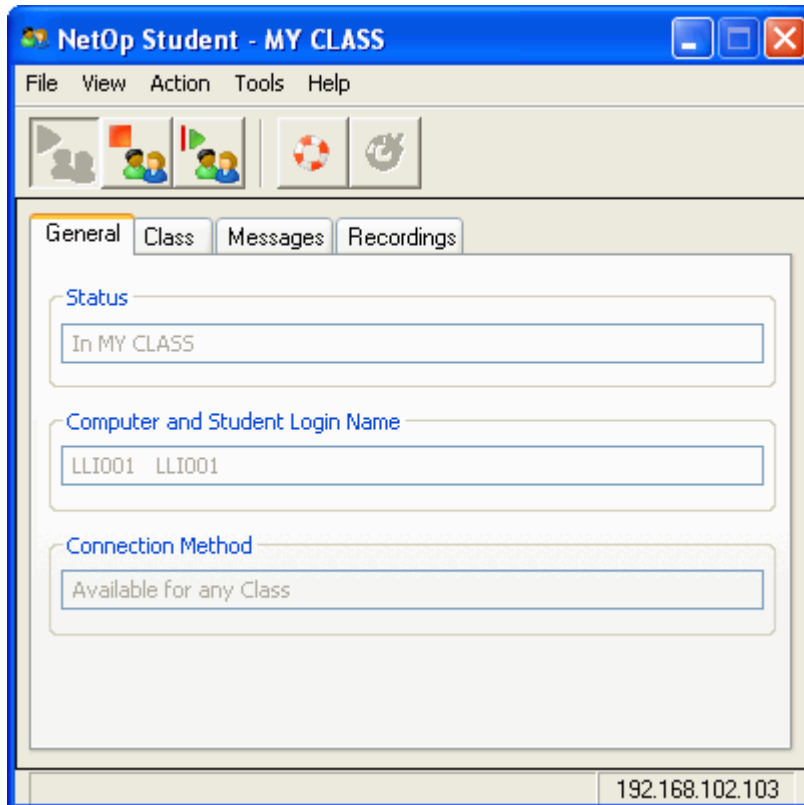 NetOp Student - MY CLASS
File View Action Tools Help
General Class Messages Recordings
Status
In MY CLASS
Computer and Student Login Name
LLI001 LLI001
Connection Method
Available for any Class
192.168.102.103